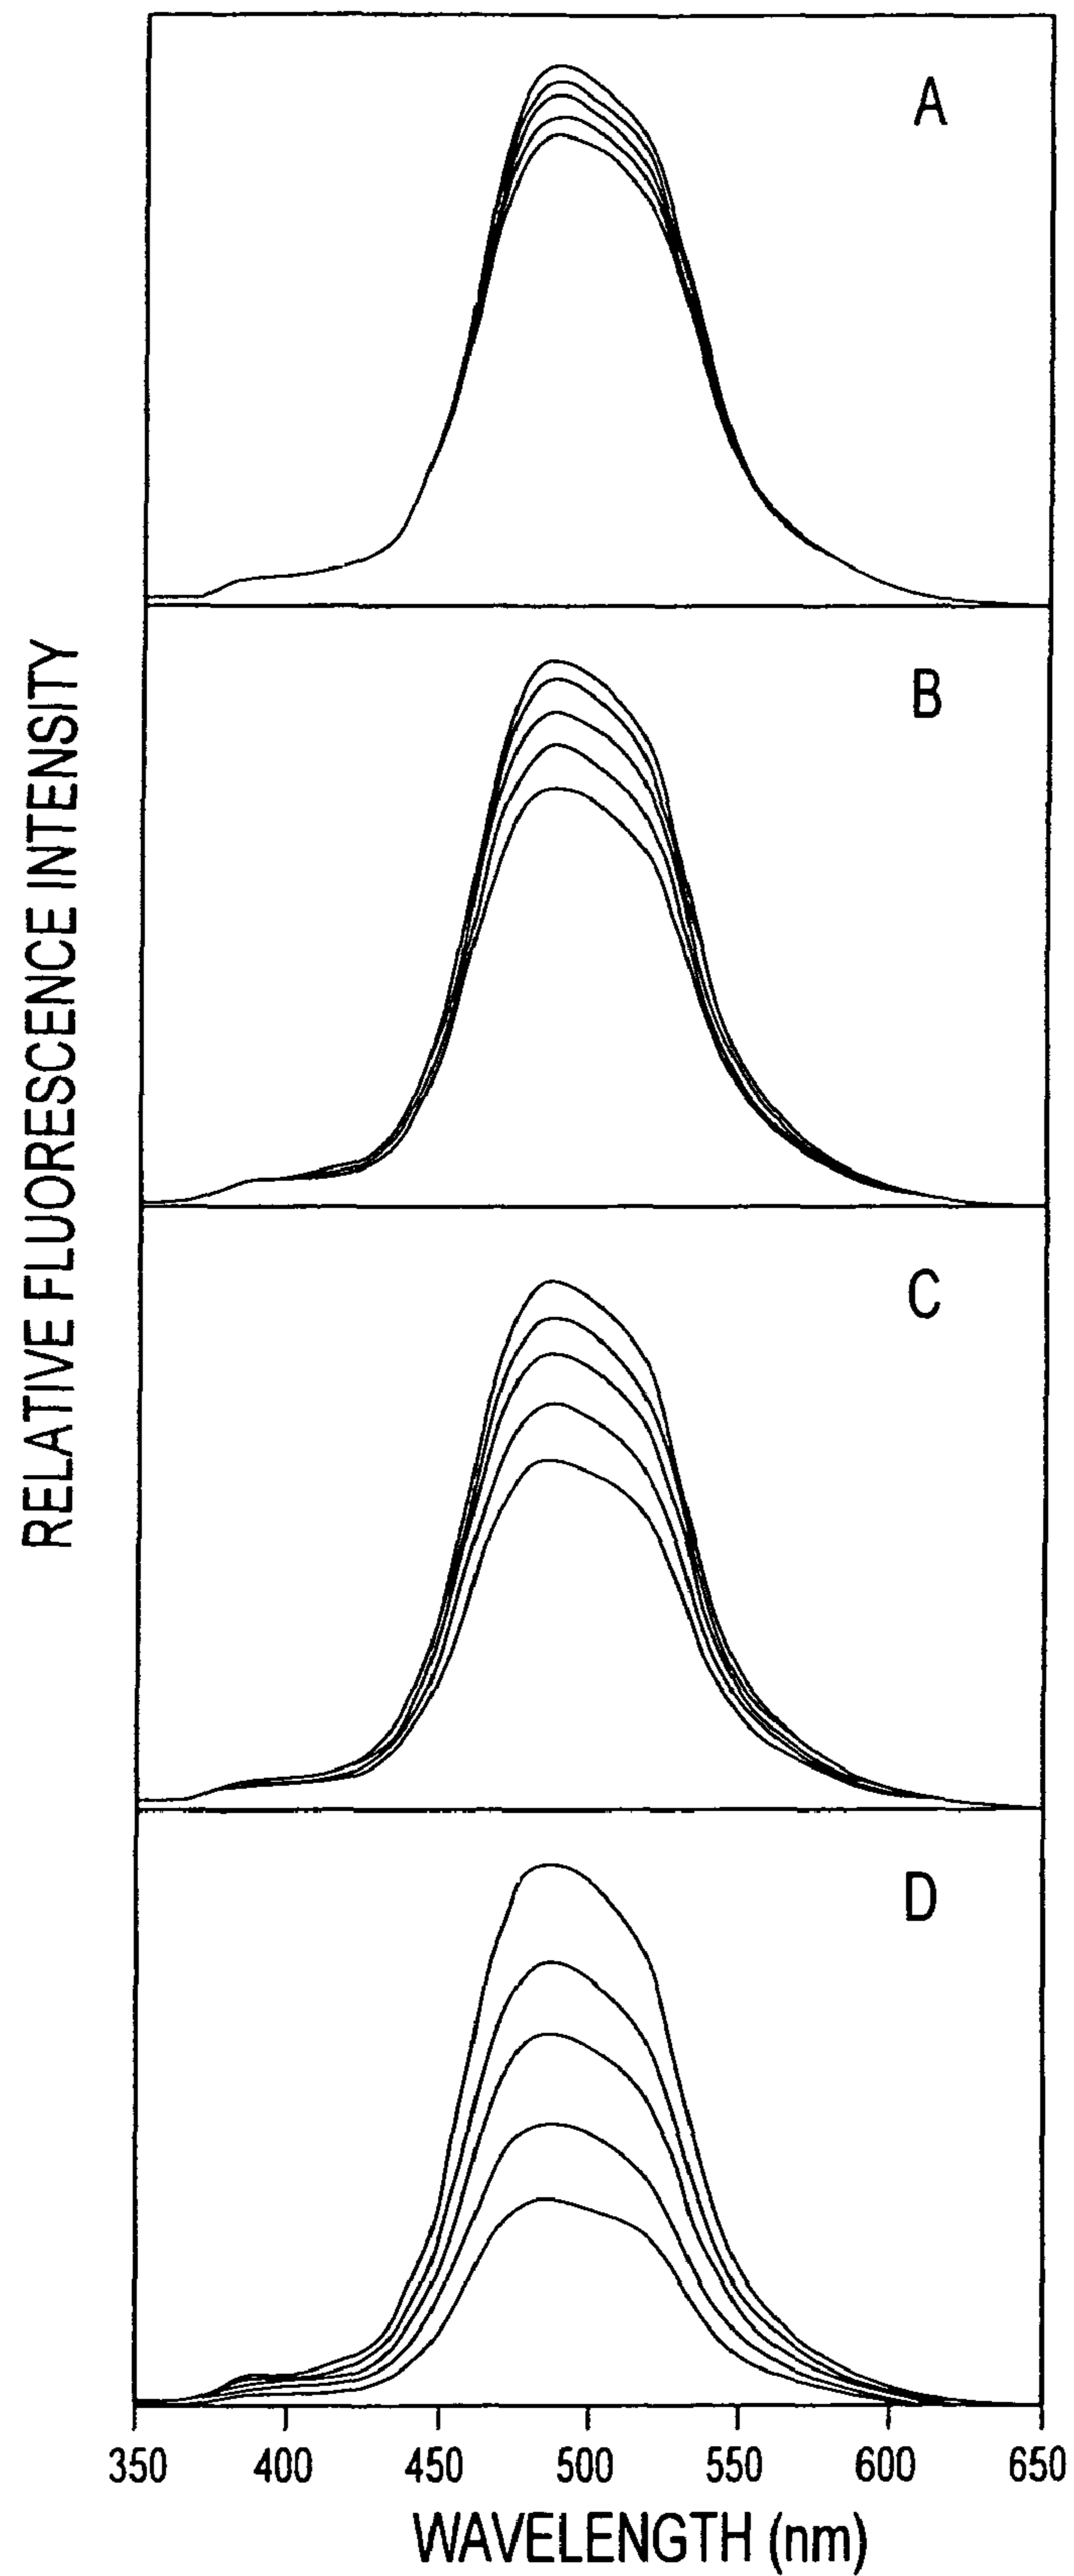 A
B
C
D
RELATIVE FLUORESCENCE INTENSITY
350 400 450 500 550 600 650
WAVELENGTH (nm)